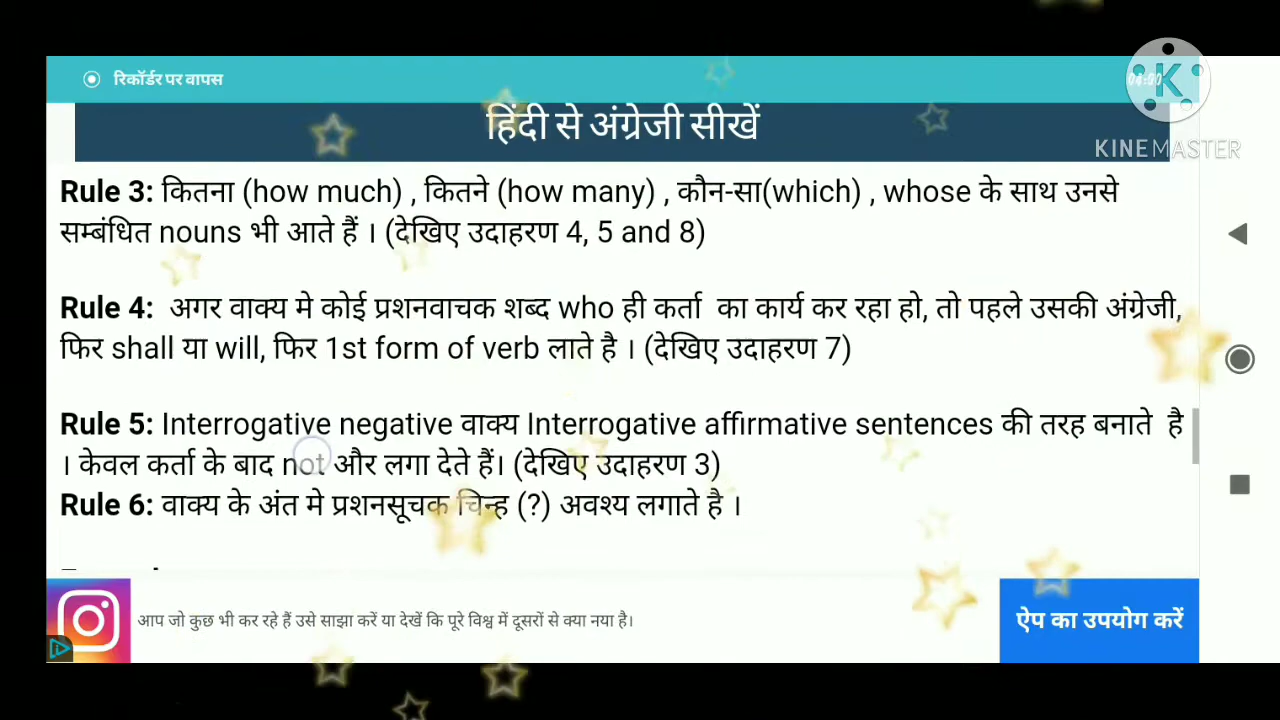 रिकॉर्डर पर वापस
K
KINEMASTER
हिंदी से अंग्रेजी सीखें
Rule 3: कितना (how much) , कितने (how many) , कौन-सा(which) , whose के साथ उनसे
सम्बंधित nouns भी आते हैं । (देखिए उदाहरण 4, 5 and 8)
Rule 4: अगर वाक्य मे कोई प्रशनवाचक शब्द who ही कर्ता का कार्य कर रहा हो, तो पहले उसकी अंग्रेजी,
फिर shall या will, फिर 1st form of verb लाते है । (देखिए उदाहरण 7)
Rule 5: Interrogative negative वाक्य Interrogative affirmative sentences की तरह बनाते है
। केवल कर्ता के बाद not और लगा देते हैं। (देखिए उदाहरण 3)
Rule 6: वाक्य के अंत मे प्रशनसूचक चिन्ह (?) अवश्य लगाते है ।
आप जो कुछ भी कर रहे हैं उसे साझा करें या देखें कि पूरे विश्व में दूसरों से क्या नया है।
ऐप का उपयोग करें